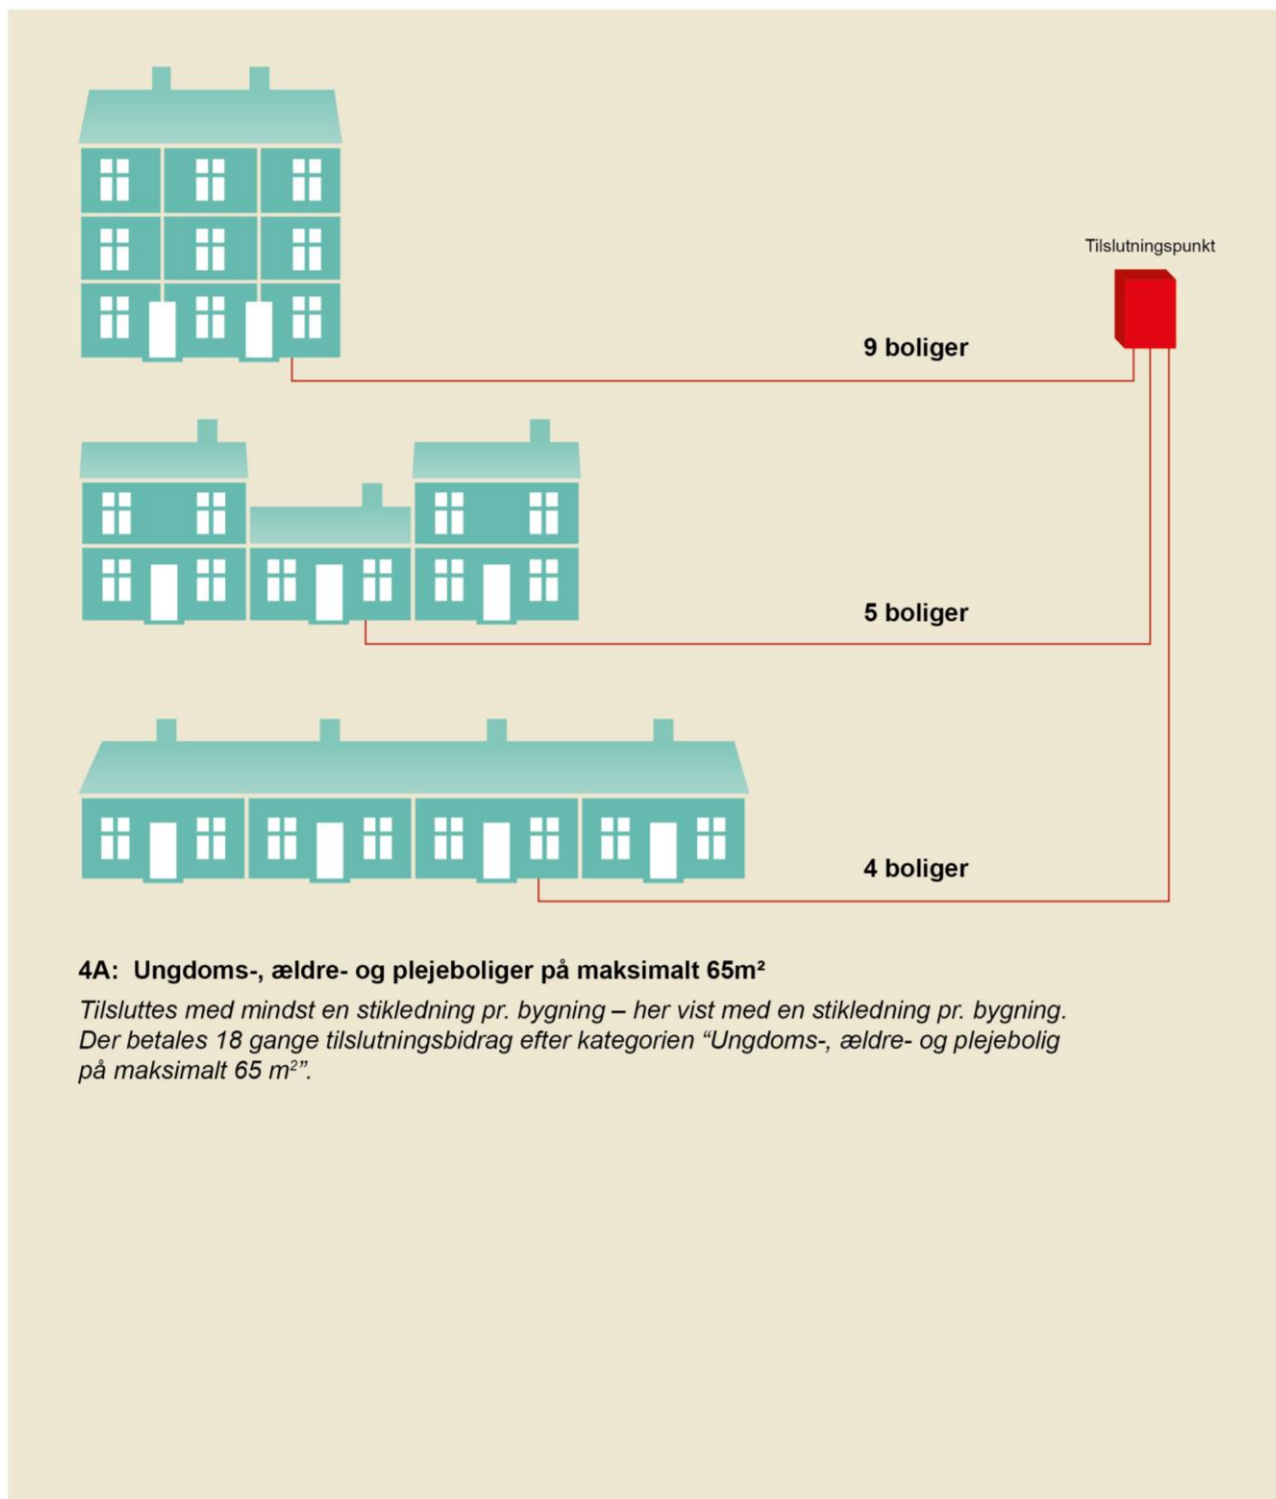 Tilslutningspunkt
9 boliger
5 boliger
4 boliger
4A: Ungdoms-, ældre- og plejeboliger på maksimalt 65m²
Tilsluttes med mindst en stikledning pr. bygning – her vist med en stikledning pr. bygning.
Der betales 18 gange tilslutningsbidrag efter kategorien “Ungdoms-, ældre- og plejebolig
på maksimalt 65 m²”.